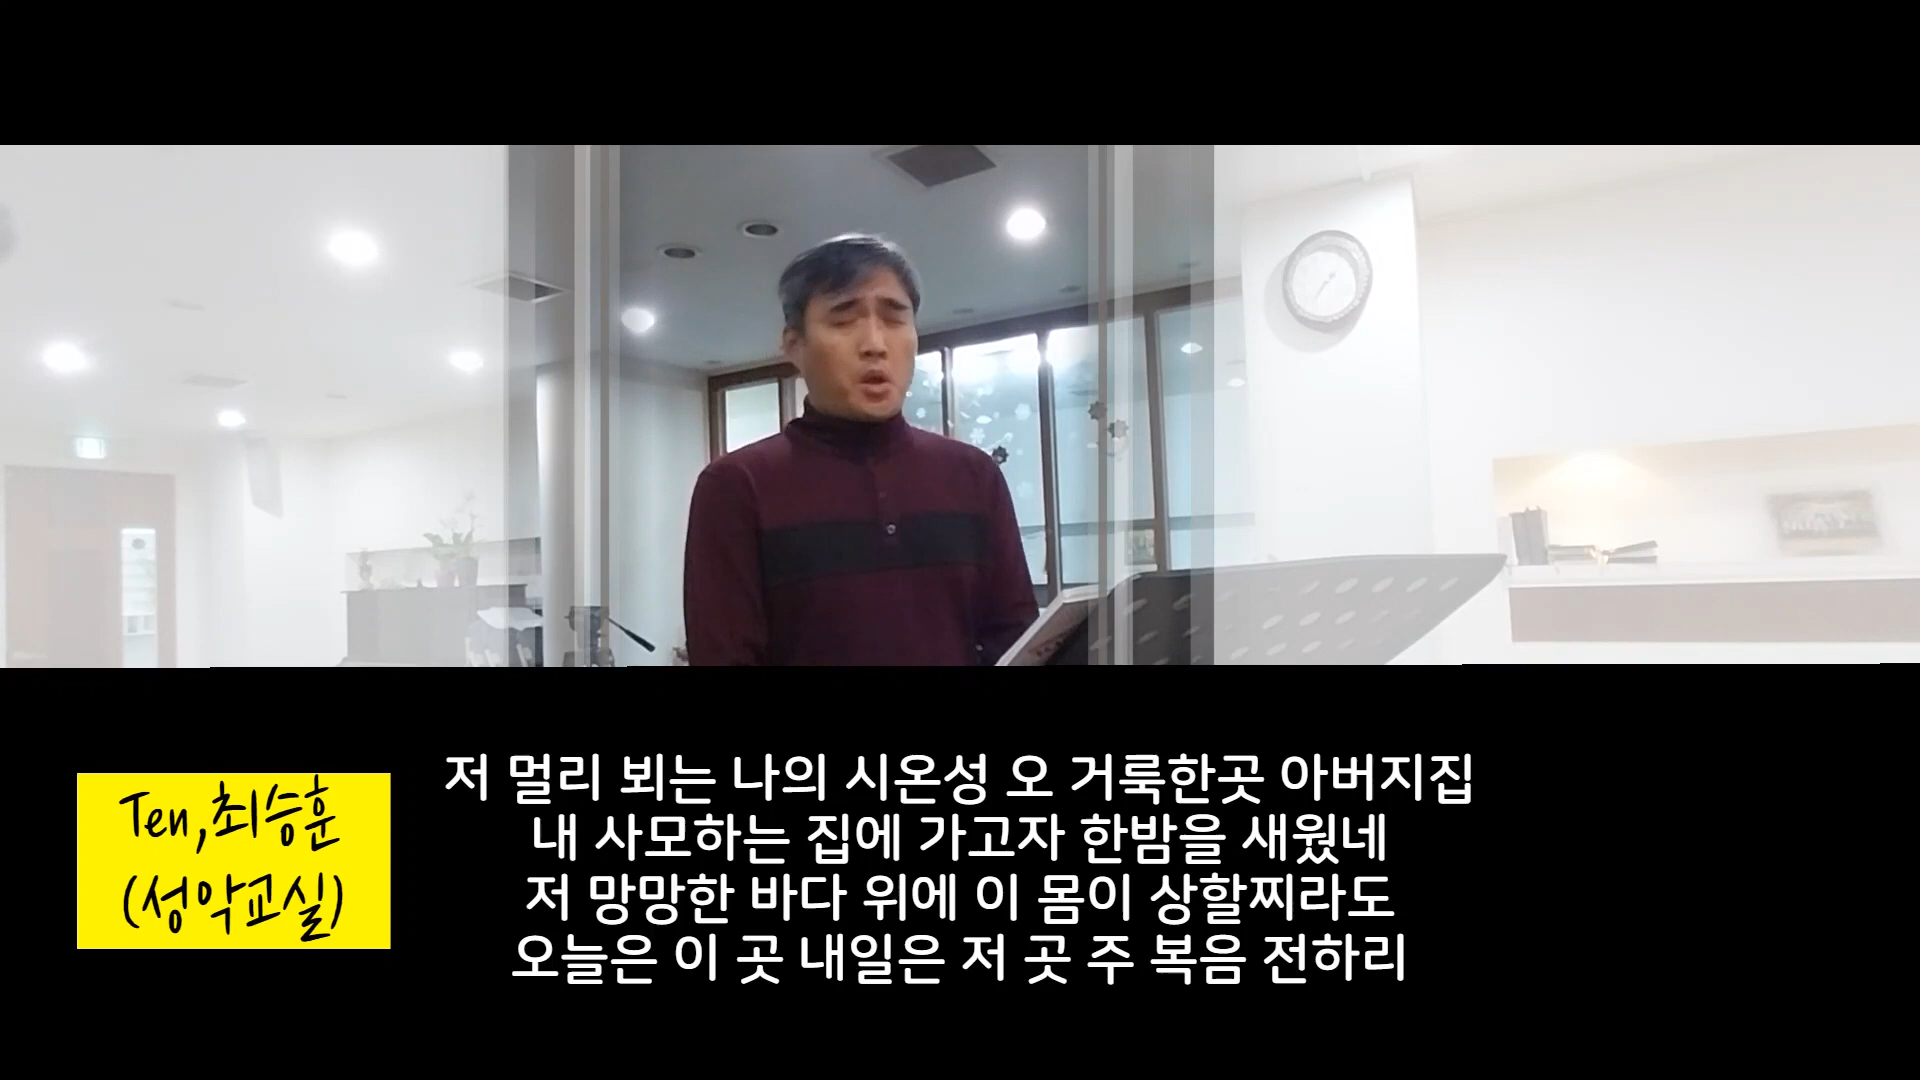 Ten,최승훈
(성악교실)
저 멀리 뵈는 나의 시온성 오 거룩한곳 아버지집
내 사모하는 집에 가고자 한밤을 새웠네
저 망망한 바다 위에 이 몸이 상할찌라도
오늘은 이 곳 내일은 저 곳 주 복음 전하리